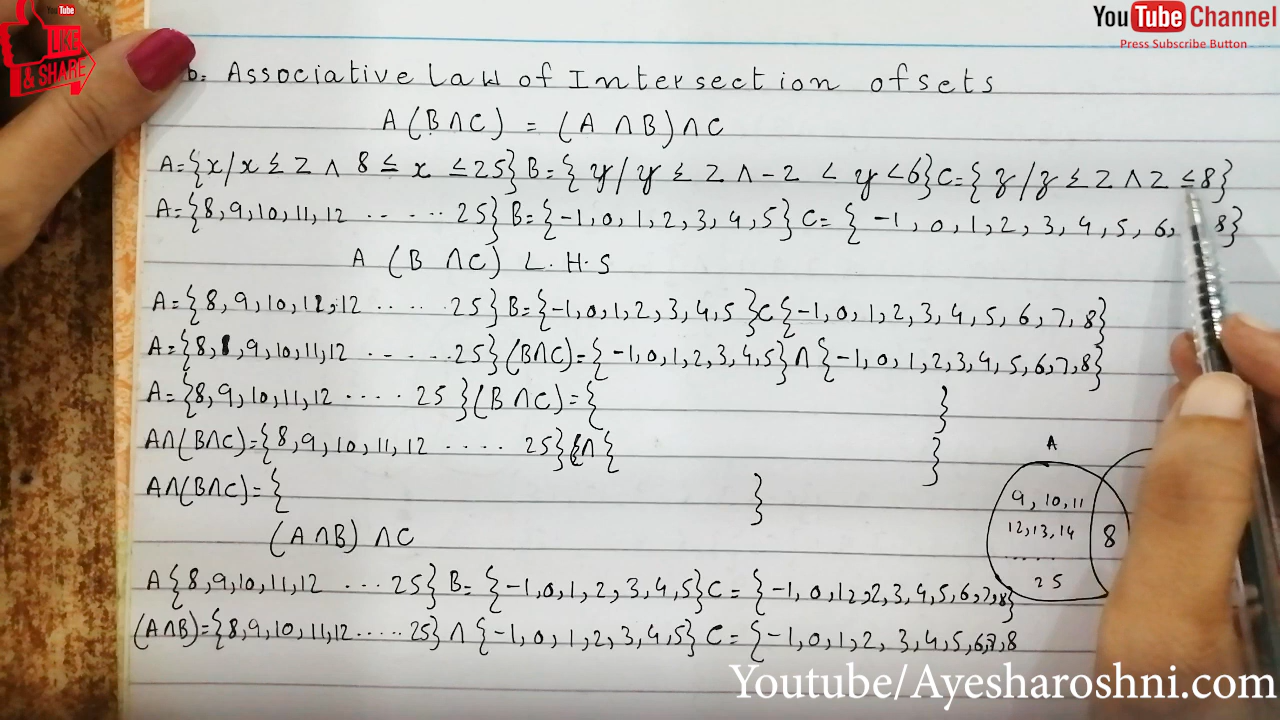 YouTube
LIKE
& SHARE
YouTube Channel
Press Subscribe Button
b. Associative Law of Intersection of sets
A(B∩C) = (A ∩B)∩C
A={x/x ≤ Z ∧ 8 ≤ x ≤25} B={y/y ≤ Z ∧ -2 < y <6} C={z/z ≤ Z ∧ Z ≤8}
A={8,9,10,11,12 ------25} B={-1,0,1,2,3,4,5} C={-1,0,1,2,3,4,5,6, 8}
A (B ∩C) L.H.S
A={8,9,10,11,12 ......25} B={-1,0,1,2,3,4,5}C{-1,0,1,2,3,4,5,6,7,8}
A={8,8,9,10,11,12 ------25}(B∩C)={-1,0,1,2,3,4,5}∩{-1,0,1,2,3,4,5,6,7,8}
A={8,9,10,11,12 .... 25}(B∩C)={ }
A∩(B∩C)={8,9,10,11,12 .... 25}{∩{ }
A∩(B∩C)={ }
A
9,10,11
12,13,14
8
.....
25
(A∩B) ∩C
A{8,9,10,11,12 ...25} B={-1,0,1,2,3,4,5}C={-1,0,1,2,2,3,4,5,6,7,8}
(A∩B)={8,9,10,11,12.....25}∩{-1,0,1,2,3,4,5} C={-1,0,1,2,3,4,5,6,7,8
Youtube/Ayesharoshni.com